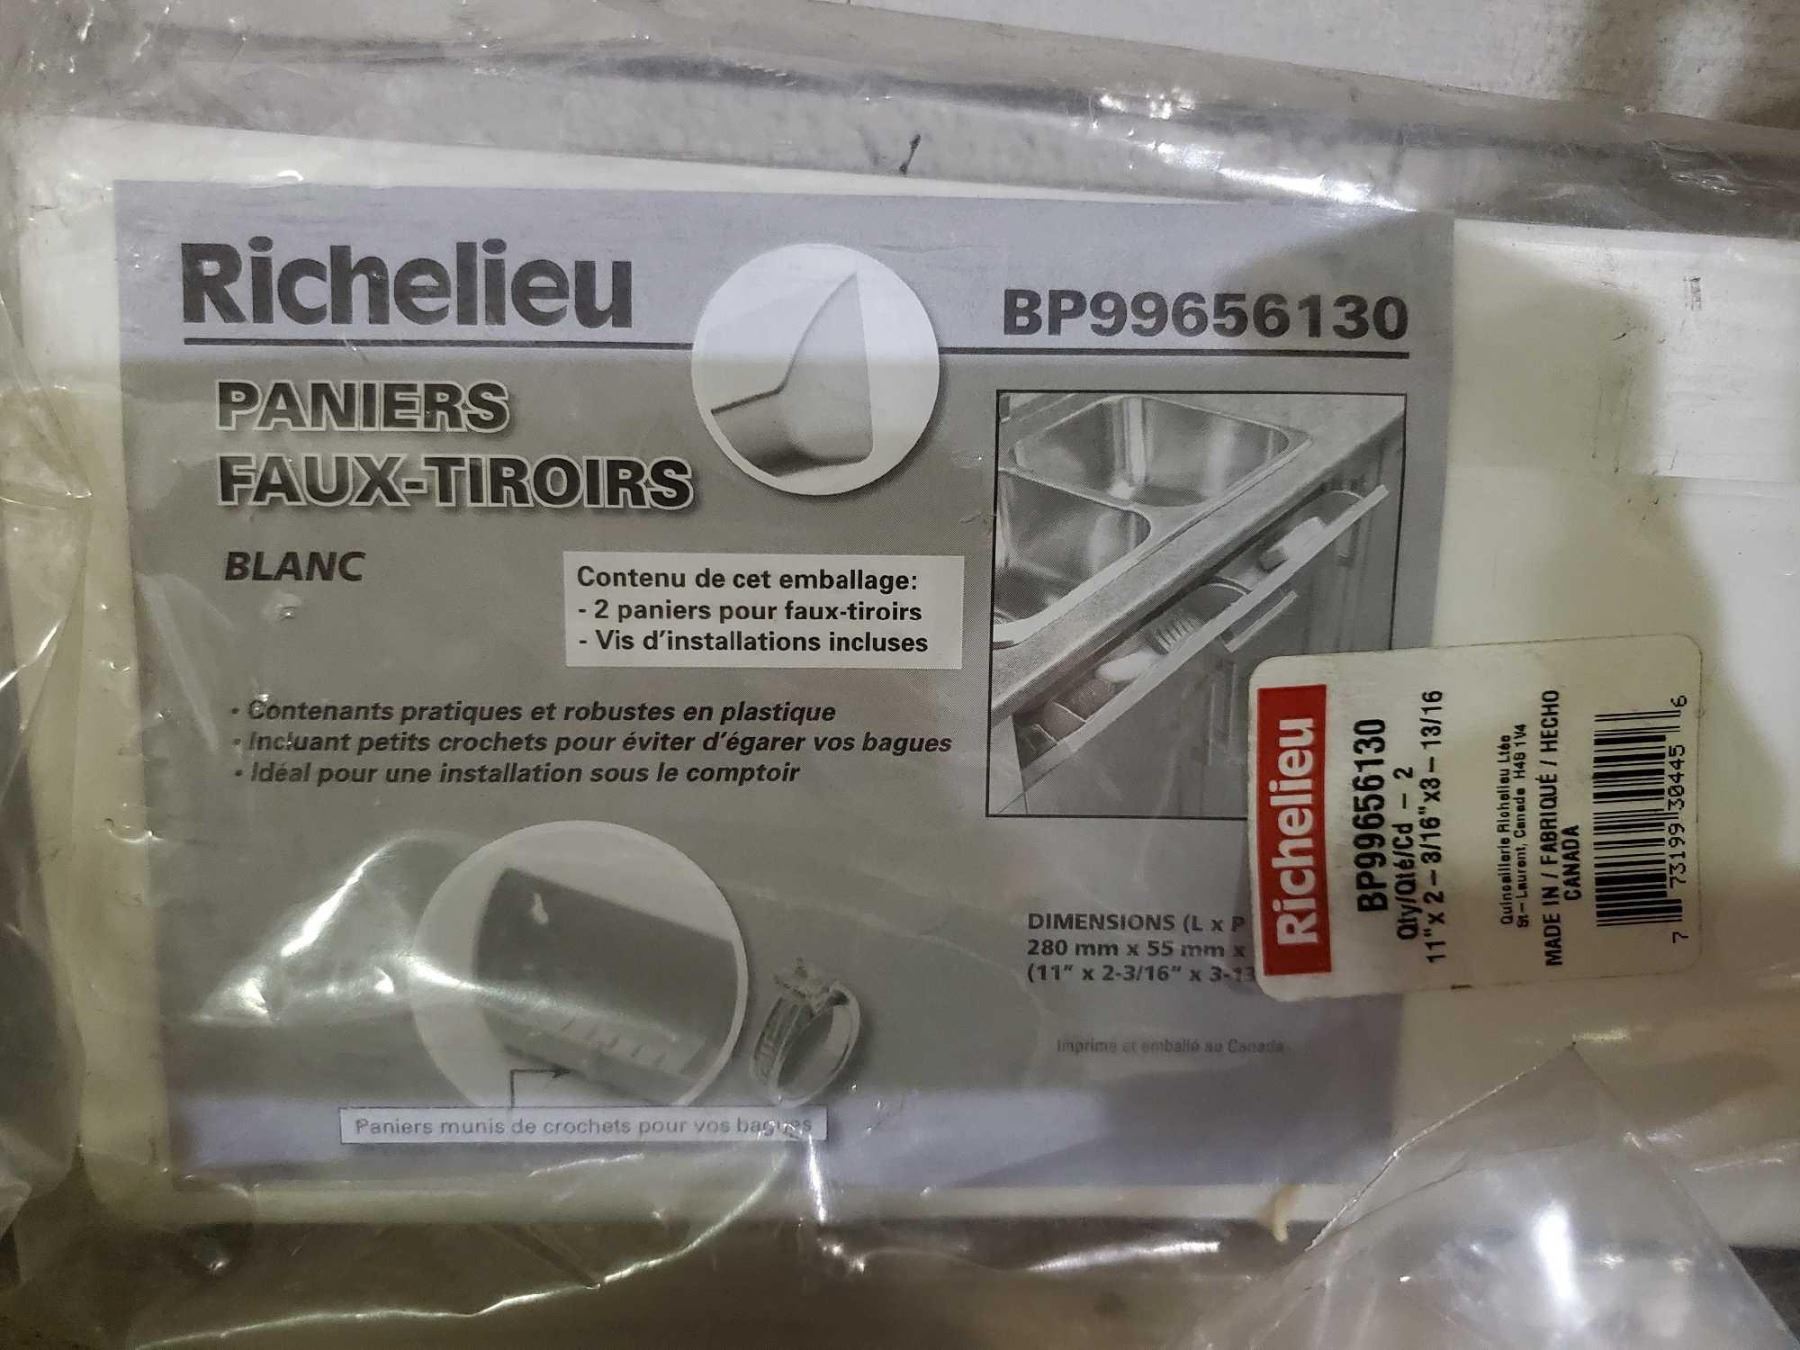 Richelieu
BP99656130
PANIERS
FAUX-TIROIRS
BLANC
Contenu de cet emballage:
- 2 paniers pour faux-tiroirs
- Vis d'installations incluses
• Contenants pratiques et robustes en plastique
• Incluant petits crochets pour éviter d'égarer vos bagues
• Idéal pour une installation sous le comptoir
DIMENSIONS (L x P
280 mm x 55 mm x
(11" x 2-3/16" x 3-13
Imprimé et emballé au Canada
Paniers munis de crochets pour vos bagues
Richelieu
BP99656130
Qty/Qté/Cd - 2
11"x 2-3/16"x3-13/16
Quincaillerie Richelieu Ltée
St-Laurent, Canada H4S 1V4
MADE IN / FABRIQUÉ / HECHO
CANADA
7 73199 30445 6